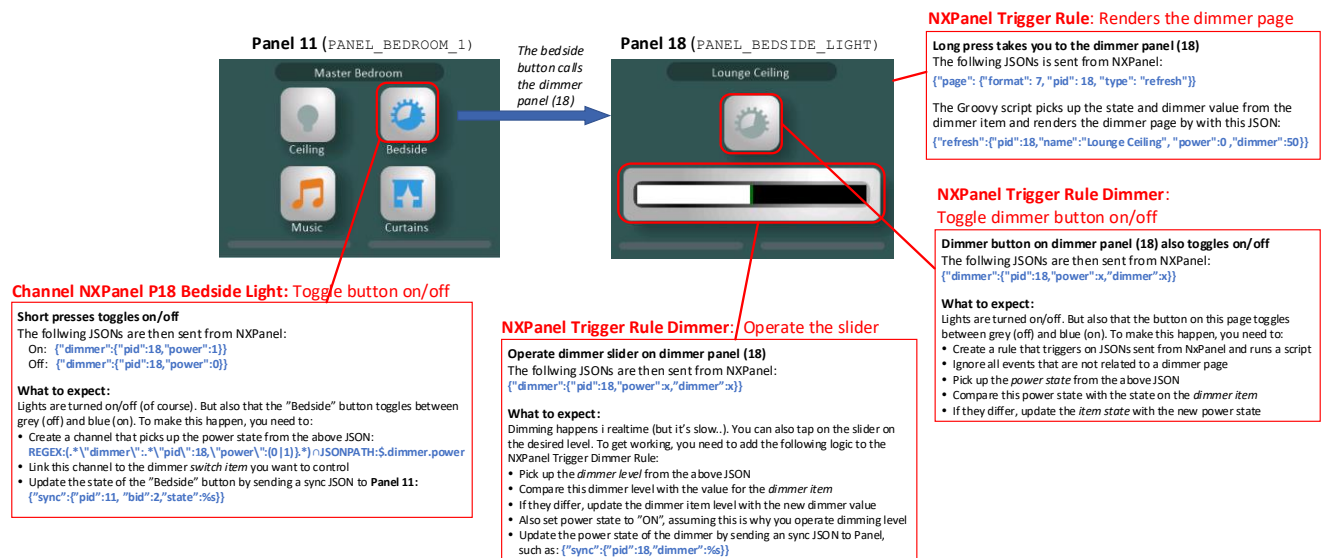 NXPanel Trigger Rule: Renders the dimmer page
Panel 11 (PANEL_BEDROOM_1)
The bedside
button calls
the dimmer
panel (18)
Panel 18 (PANEL_BEDSIDE_LIGHT)
Long press takes you to the dimmer panel (18)
The follwing JSONs is sent from NXPanel:
{"page": {"format": 7, "pid": 18, "type": "refresh"}}
The Groovy script picks up the state and dimmer value from the
dimmer item and renders the dimmer page by with this JSON:
{"refresh":{"pid":18,"name":"Lounge Ceiling", "power":0 ,"dimmer":50}}
Master Bedroom
Ceiling
Bedside
Music
Curtains
Lounge Ceiling
NXPanel Trigger Rule Dimmer:
Toggle dimmer button on/off
Dimmer button on dimmer panel (18) also toggles on/off
The follwing JSONs are then sent from NXPanel:
{"dimmer":{"pid":18,"power":x,”dimmer”:x}}
What to expect:
Lights are turned on/off. But also that the button on this page toggles
between grey (off) and blue (on). To make this happen, you need to:
• Create a rule that triggers on JSONs sent from NxPanel and runs a script
• Ignore all events that are not related to a dimmer page
• Pick up the power state from the above JSON
• Compare this power state with the state on the dimmer item
• If they differ, update the item state with the new power state
Channel NXPanel P18 Bedside Light: Toggle button on/off
Short presses toggles on/off
The follwing JSONs are then sent from NXPanel:
On: {"dimmer":{"pid":18,"power":1}}
Off: {"dimmer":{"pid":18,"power":0}}
What to expect:
Lights are turned on/off (of course). But also that the ”Bedside” button toggles between
grey (off) and blue (on). To make this happen, you need to:
• Create a channel that picks up the power state from the above JSON:
REGEX:(.*\"dimmer\":.*\"pid\":18,\"power\":(0|1)}.*)∩JSONPATH:$.dimmer.power
• Link this channel to the dimmer switch item you want to control
• Update the state of the ”Bedside” button by sending a sync JSON to Panel 11:
{”sync":{"pid":11, "bid":2,"state":%s}}
NXPanel Trigger Rule Dimmer: Operate the slider
Operate dimmer slider on dimmer panel (18)
The follwing JSONs are then sent from NXPanel:
{"dimmer":{"pid":18,"power":x,”dimmer”:x}}
What to expect:
Dimming happens i realtime (but it’s slow..). You can also tap on the slider on
the desired level. To get working, you need to add the following logic to the
NXPanel Trigger Dimmer Rule:
• Pick up the dimmer level from the above JSON
• Compare this dimmer level with the value for the dimmer item
• If they differ, update the dimmer item level with the new dimmer value
• Also set power state to ”ON”, assuming this is why you operate dimming level
• Update the power state of the dimmer by sending an sync JSON to Panel,
such as: {”sync":{"pid":18,”dimmer":%s}}